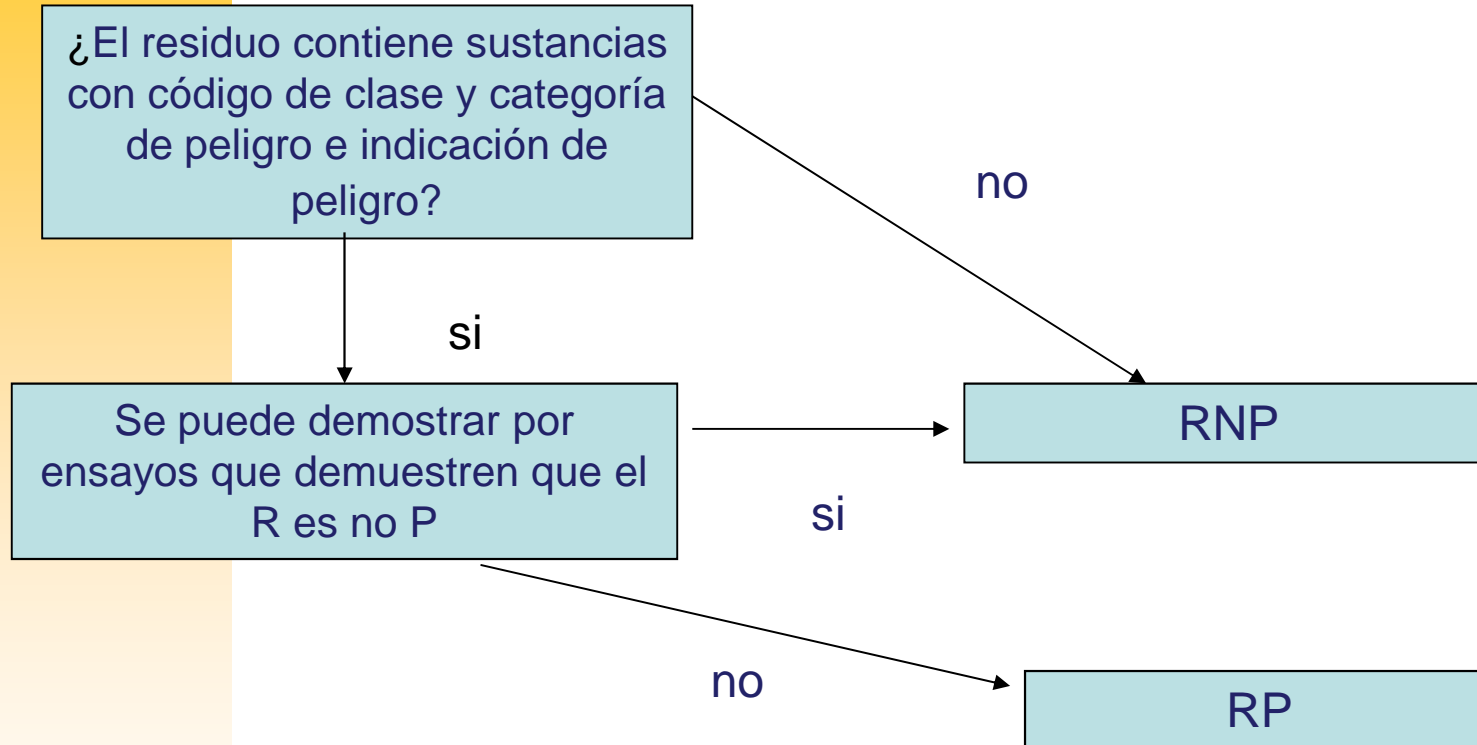 ¿El residuo contiene sustancias
con código de clase y categoría
de peligro e indicación de
peligro?
no
si
Se puede demostrar por
ensayos que demuestren que el
R es no P
RNP
si
no
RP